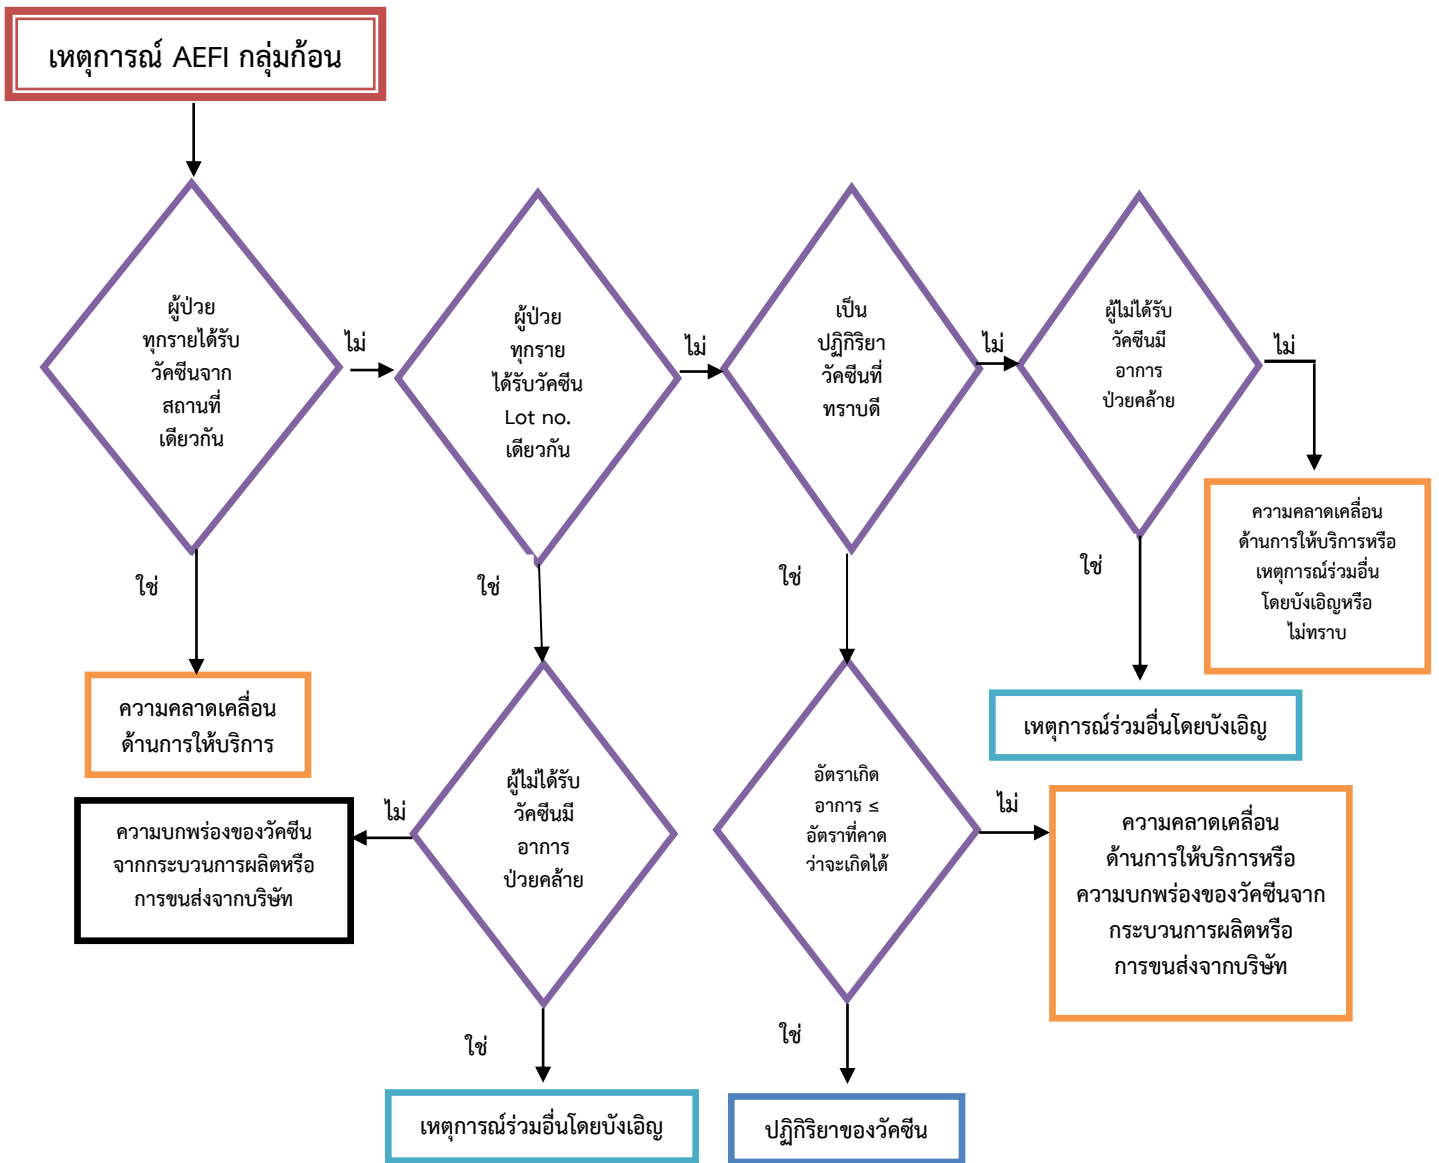 เหตุการณ์ AEFI กลุ่มก้อน
ผู้ป่วย
ทุกรายได้รับ
วัคซีนจาก
สถานที่
เดียวกัน
ไม่
ใช่
ความคลาดเคลื่อน
ด้านการให้บริการ
ผู้ป่วย
ทุกราย
ได้รับวัคซีน
Lot no.
เดียวกัน
ไม่
ใช่
ผู้ไม่ได้รับ
วัคซีนมี
อาการ
ป่วยคล้าย
ไม่
ความบกพร่องของวัคซีน
จากกระบวนการผลิตหรือ
การขนส่งจากบริษัท
ใช่
เหตุการณ์ร่วมอื่นโดยบังเอิญ
เป็น
ปฏิกิริยา
วัคซีนที่
ทราบดี
ไม่
ใช่
อัตราเกิด
อาการ ≤
อัตราที่คาด
ว่าจะเกิดได้
ไม่
ความคลาดเคลื่อน
ด้านการให้บริการหรือ
ความบกพร่องของวัคซีนจาก
กระบวนการผลิตหรือ
การขนส่งจากบริษัท
ใช่
ปฏิกิริยาของวัคซีน
ผู้ไม่ได้รับ
วัคซีนมี
อาการ
ป่วยคล้าย
ไม่
ความคลาดเคลื่อน
ด้านการให้บริการหรือ
เหตุการณ์ร่วมอื่น
โดยบังเอิญหรือ
ไม่ทราบ
ใช่
เหตุการณ์ร่วมอื่นโดยบังเอิญ